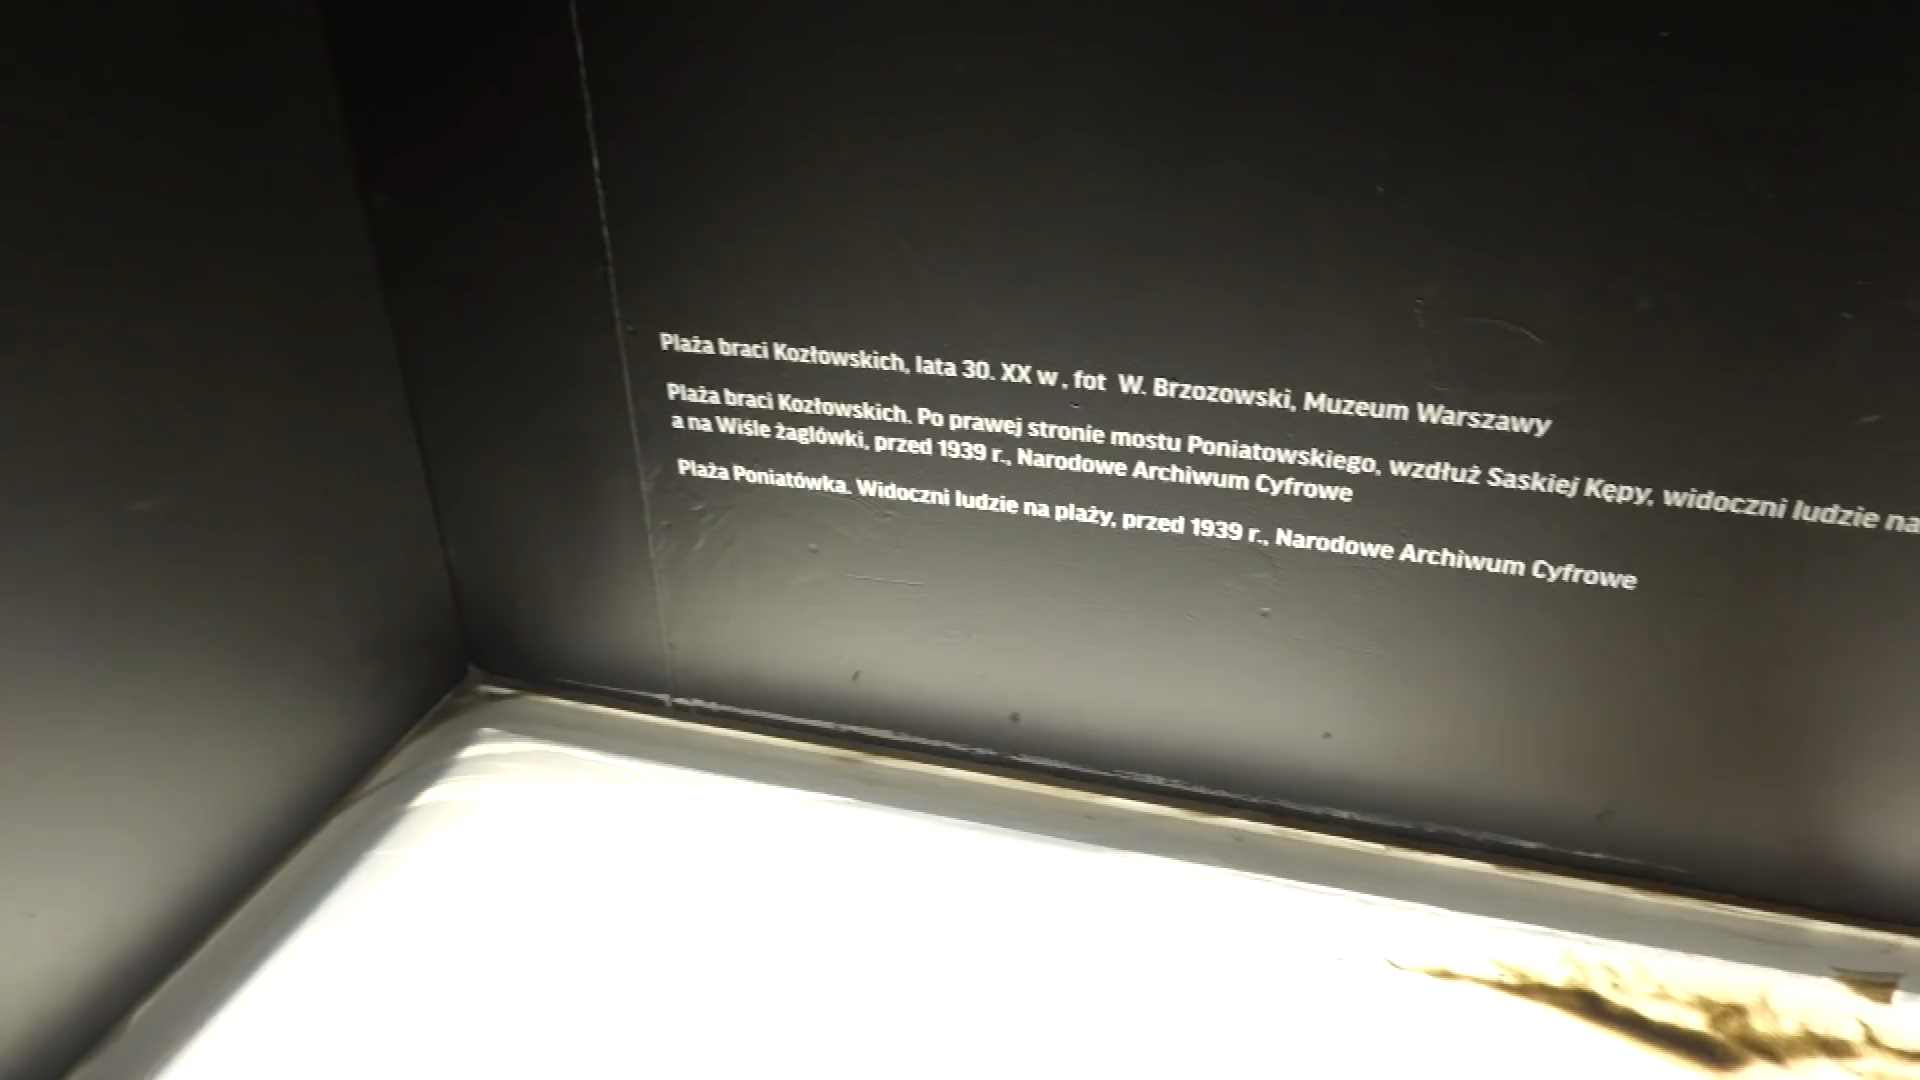 Plaża braci Kozłowskich, lata 30. XX w., fot W. Brzozowski, Muzeum Warszawy
Plaża braci Kozłowskich. Po prawej stronie mostu Poniatowskiego, wzdłuż Saskiej Kępy, widoczni ludzie na
a na Wiśle żaglówki, przed 1939 r., Narodowe Archiwum Cyfrowe
Plaża Poniatówka. Widoczni ludzie na plaży, przed 1939 r., Narodowe Archiwum Cyfrowe